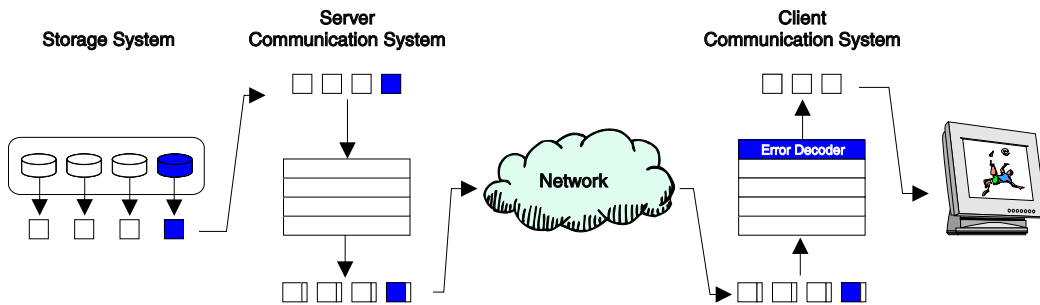 Storage System
Server
Communication System
Client
Communication System
Network
Error Decoder